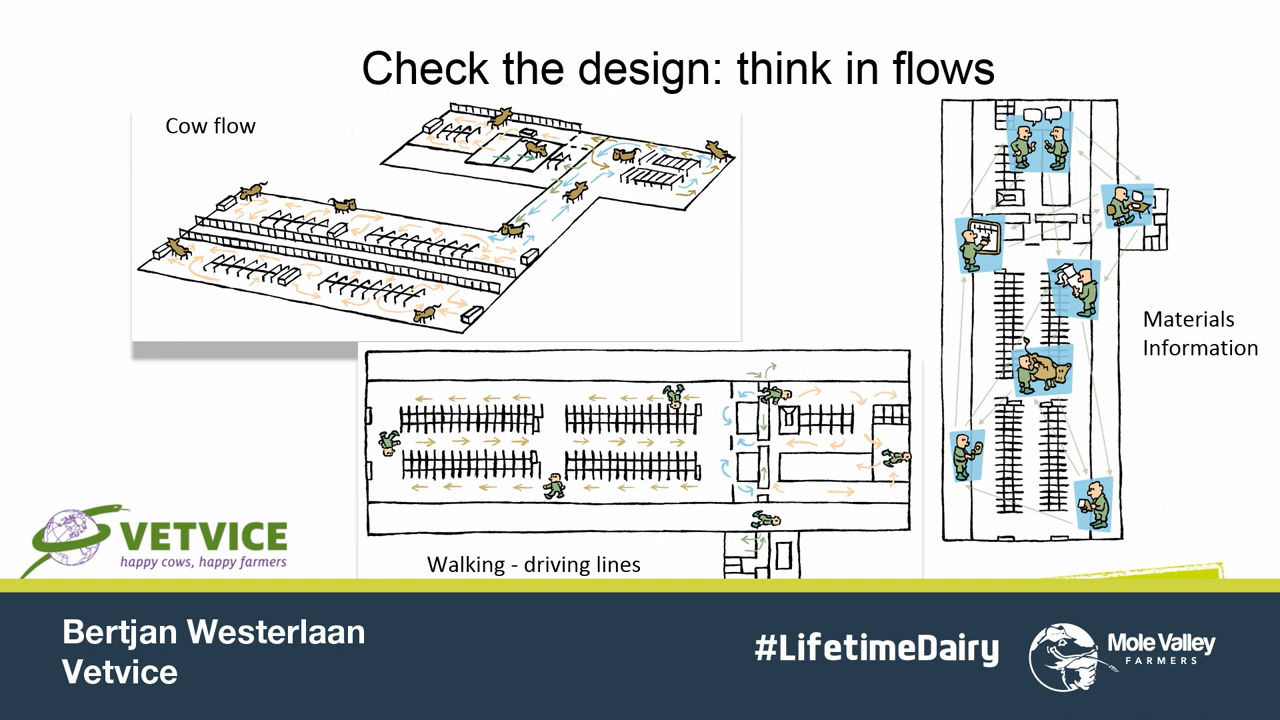 Check the design: think in flows
Cow flow
Materials
Information
Walking - driving lines
VETVICE
happy cows, happy farmers
Bertjan Westerlaan
Vetvice
#LifetimeDairy
Mole Valley
FARMERS